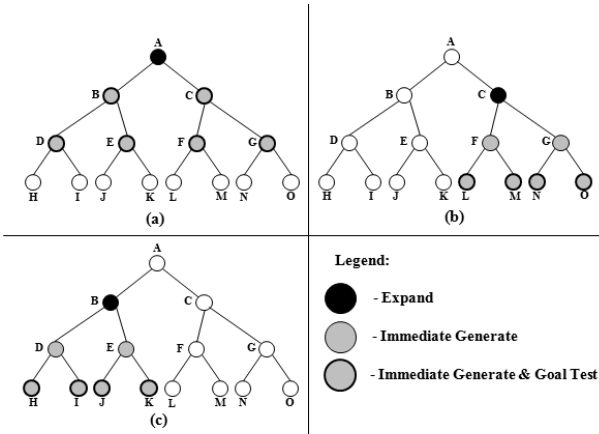 A
B
C
D
E
F
G
H
I
J
K
L
M
N
O
(a)
A
B
C
D
E
F
G
H
I
J
K
L
M
N
O
(b)
A
B
C
D
E
F
G
H
I
J
K
L
M
N
O
(c)
Legend:
- Expand
- Immediate Generate
- Immediate Generate & Goal Test